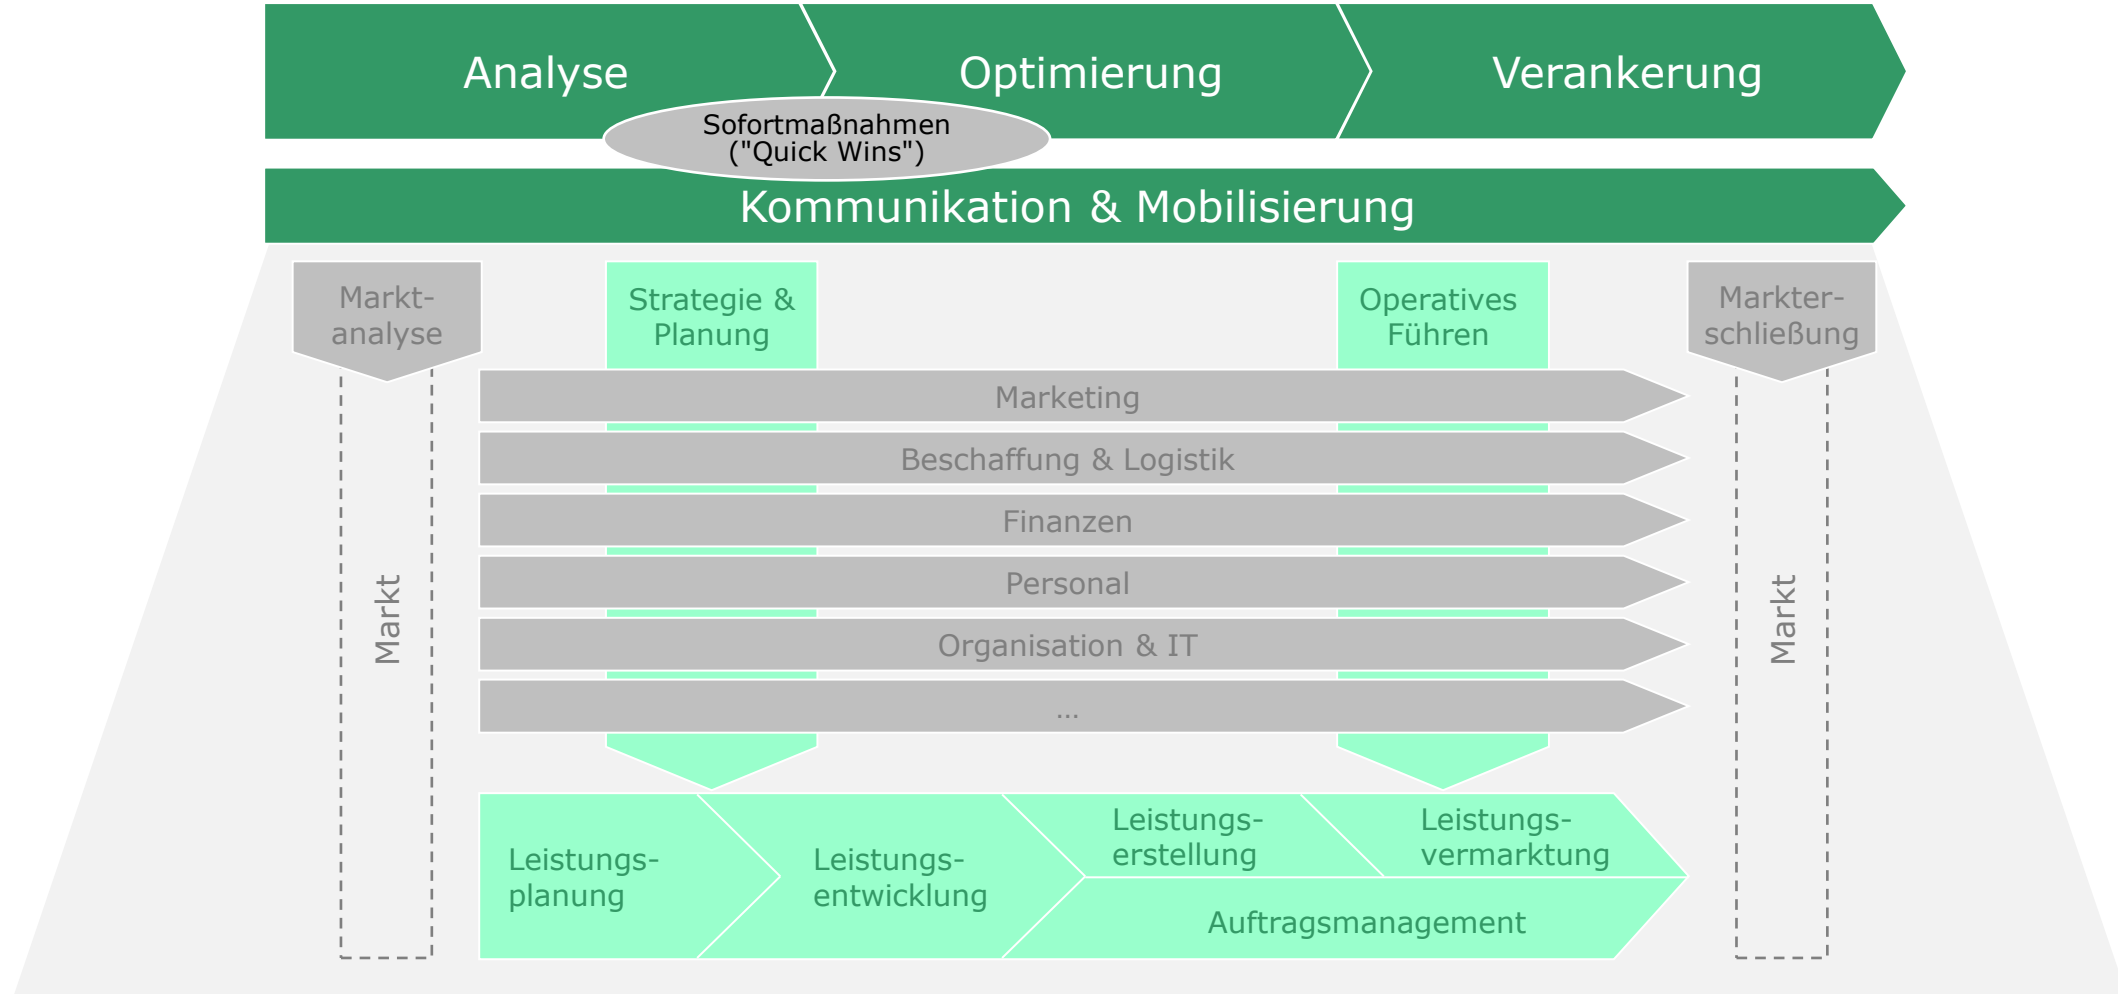 Analyse
Optimierung
Verankerung
Sofortmaßnahmen
("Quick Wins")
Kommunikation & Mobilisierung
Markt-
analyse
Strategie &
Planung
Operatives
Führen
Markter-
schließung
Marketing
Beschaffung & Logistik
Finanzen
Personal
Organisation & IT
...
Markt
Markt
Leistungs-
planung
Leistungs-
entwicklung
Leistungs-
erstellung
Leistungs-
vermarktung
Auftragsmanagement